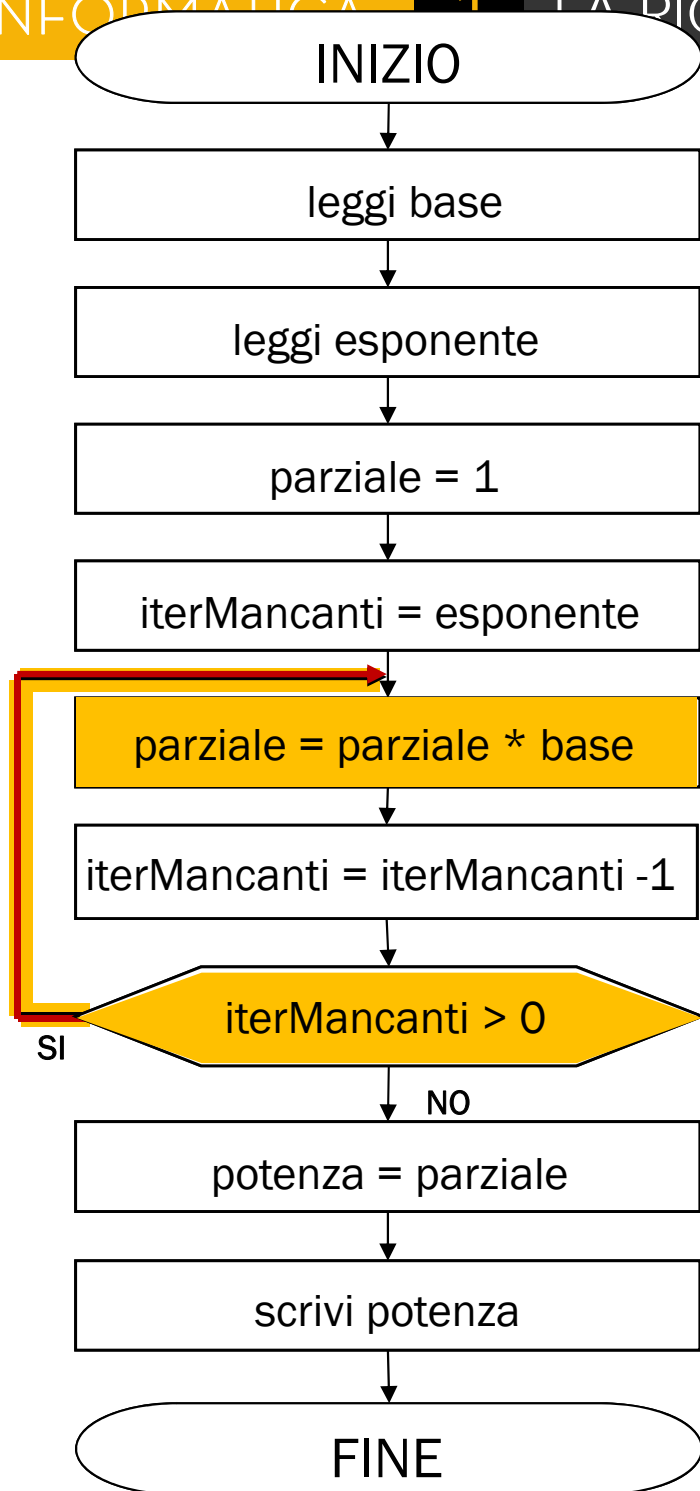 INIZIO
leggi base
leggi esponente
parziale = 1
iterMancanti = esponente
parziale = parziale * base
iterMancanti = iterMancanti -1
iterMancanti > 0
SI
NO
potenza = parziale
scrivi potenza
FINE